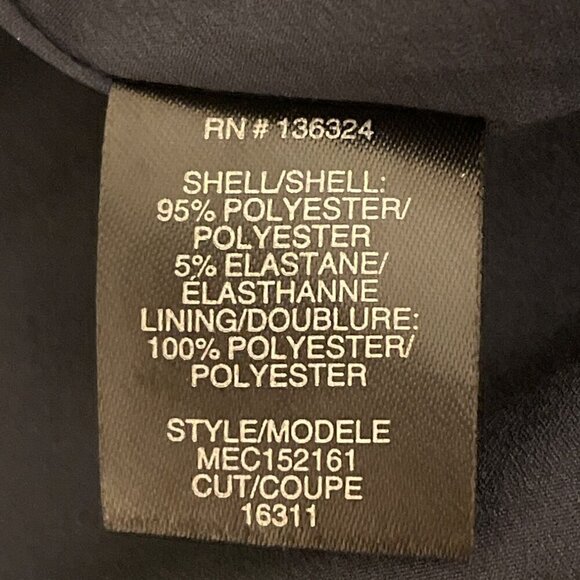 RN # 136324
SHELL/SHELL:
95% POLYESTER/
POLYESTER
5% ELASTANE/
ÉLASTHANNE
LINING/DOUBLURE:
100% POLYESTER/
POLYESTER
STYLE/MODELE
MEC152161
CUT/COUPE
16311